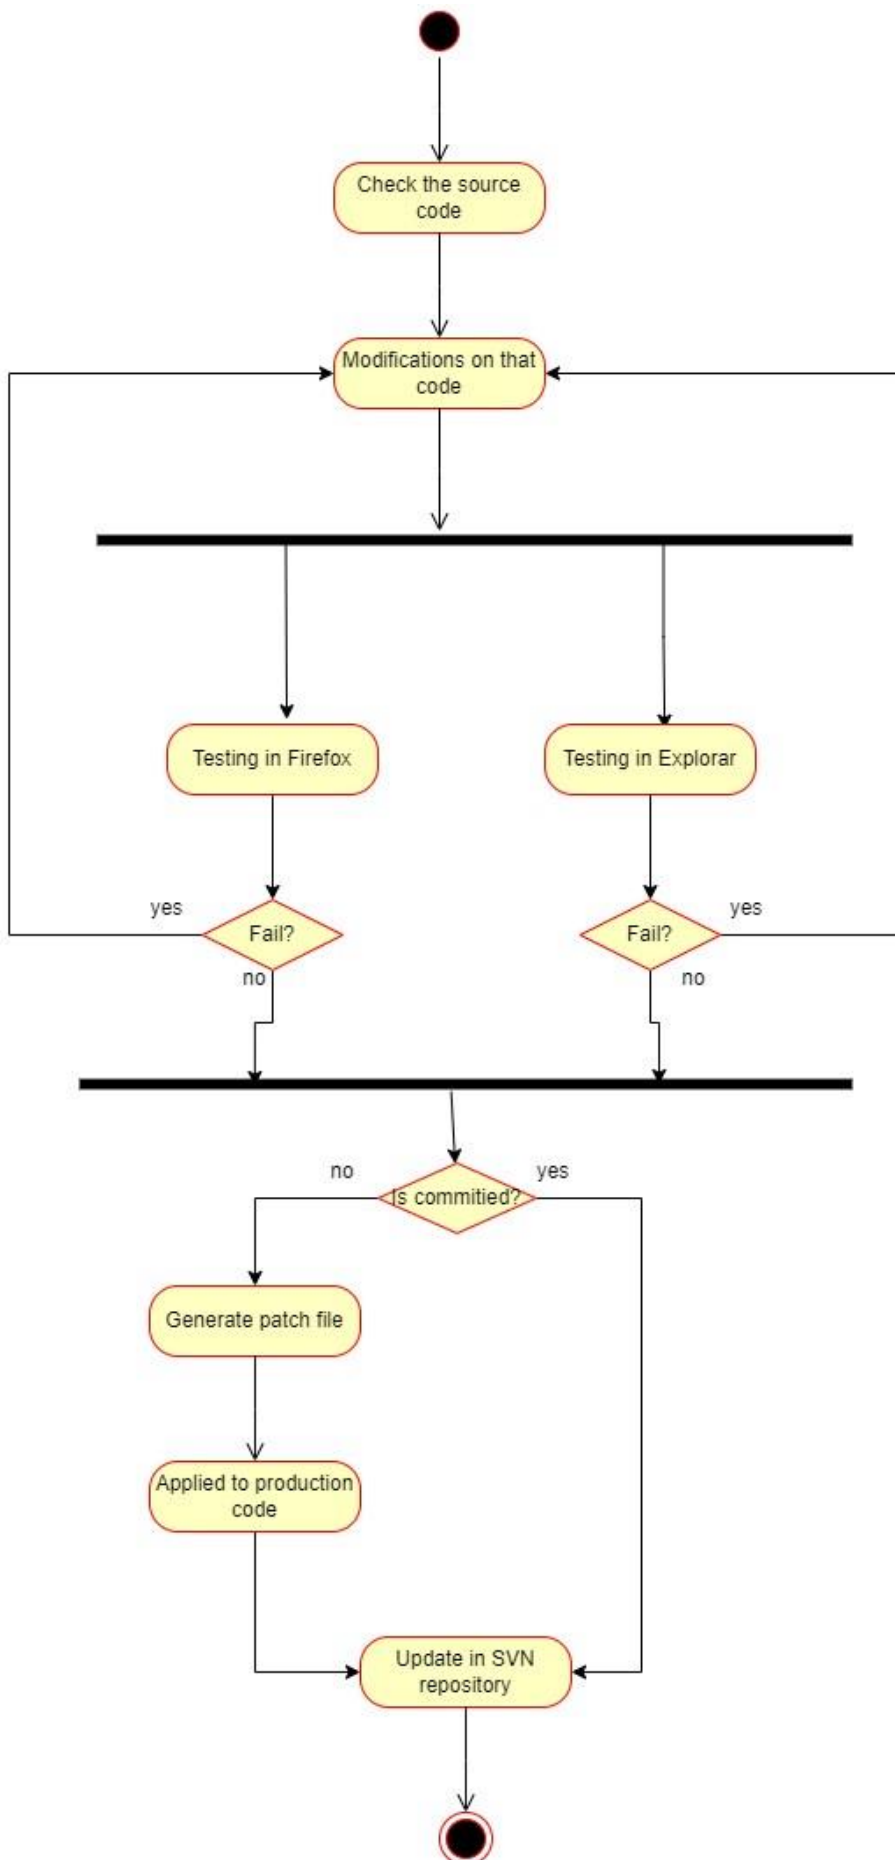 Check the source
code
Modifications on that
code
Testing in Firefox
Testing in Explorar
yes
Fail?
no
Fail?
yes
no
no
Is commitied?
yes
Generate patch file
Applied to production
code
Update in SVN
repository